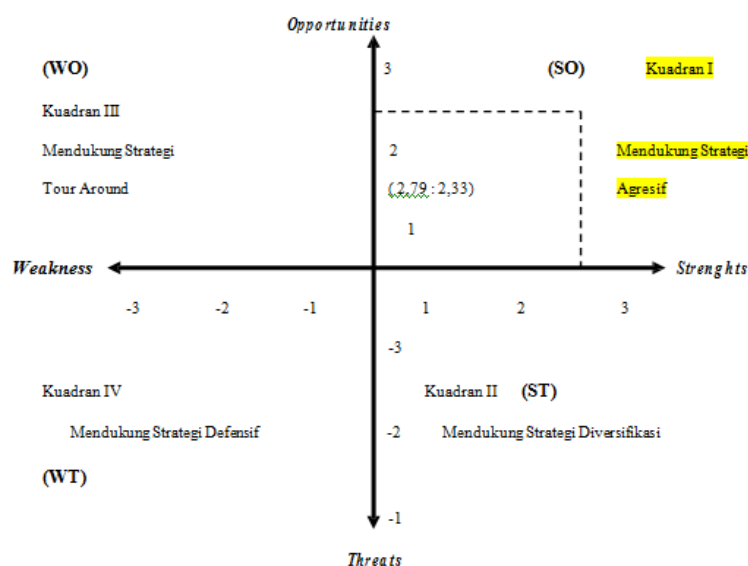 Opportunities
(WO) 3 (SO) Kuadran I
Kuadran III
Mendukung Strategi 2 Mendukung Strategi
Tour Around ( 2,79 : 2,33) Agresif
1
Weakness Strenghts
-3 -2 -1 1 2 3
-3
Kuadran IV Kuadran II (ST)
Mendukung Strategi Defensif -2 Mendukung Strategi Diversifikasi
(WT)
-1
Threats